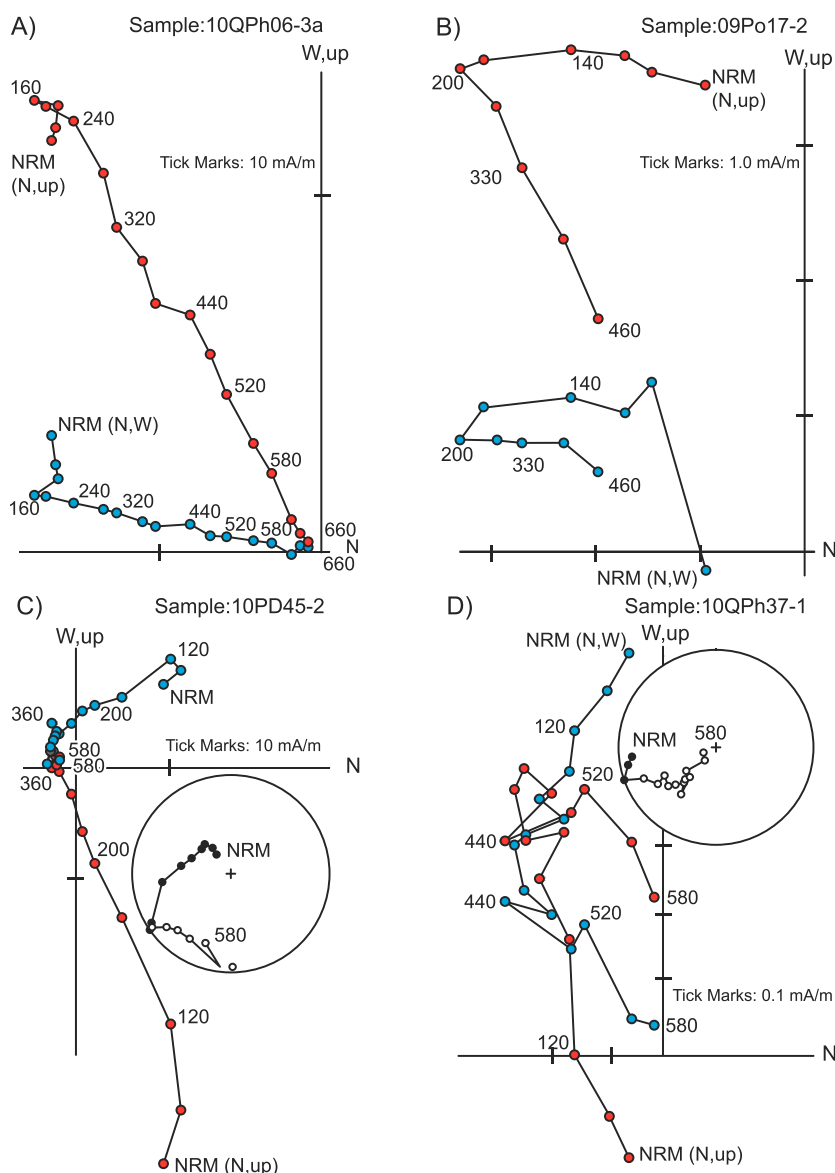 A)
Sample:10QPh06-3a
W,up
160
240
NRM
(N,up)
Tick Marks: 10 mA/m
320
440
520
NRM (N,W)
580
160
240
320
440
520
580
660
N
660
B)
Sample:09Po17-2
W,up
140
200
NRM
(N,up)
Tick Marks: 1.0 mA/m
330
460
140
200
330
460
N
NRM (N,W)
C)
Sample:10PD45-2
W,up
120
NRM
360
200
580
Tick Marks: 10 mA/m
580
N
360
200
NRM
580
120
NRM (N,up)
D)
Sample:10QPh37-1
NRM (N,W)
W,up
120
NRM
580
520
440
440
580
520
Tick Marks: 0.1 mA/m
580
120
N
NRM (N,up)